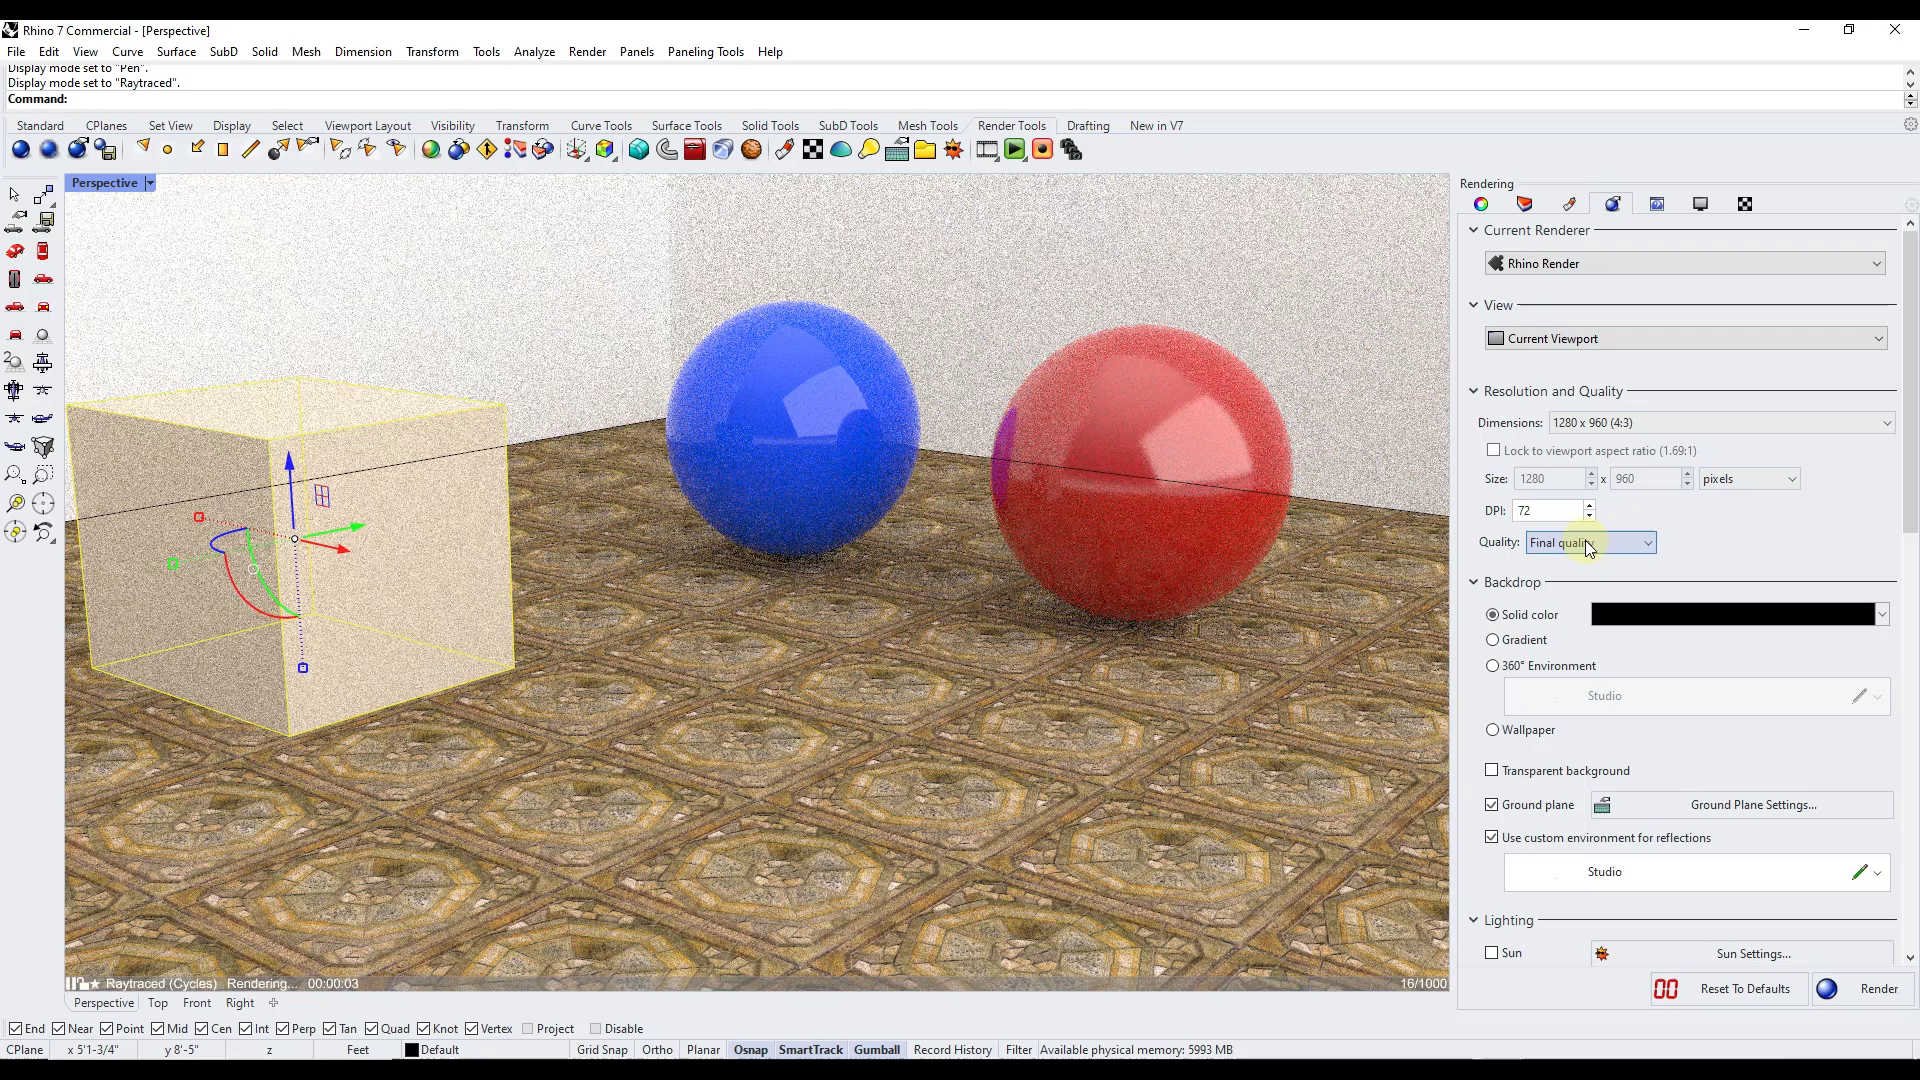 Rhino 7 Commercial - [Perspective]
File Edit View Curve Surface SubD Solid Mesh Dimension Transform Tools Analyze Render Panels Paneling Tools Help
Display mode set to "Pen".
Display mode set to "Raytraced".
Command:
Standard CPlanes Set View Display Select Viewport Layout Visibility Transform Curve Tools Surface Tools Solid Tools SubD Tools Mesh Tools Render Tools Drafting New in V7
Perspective
Rendering
Current Renderer
Rhino Render
View
Current Viewport
Resolution and Quality
Dimensions: 1280 x 960 (4:3)
Lock to viewport aspect ratio (1.69:1)
Size: 1280 x 960 pixels
DPI: 72
Quality: Final quality
Backdrop
Solid color
Gradient
360° Environment
Studio
Wallpaper
Transparent background
Ground plane Ground Plane Settings...
Use custom environment for reflections
Studio
Lighting
Sun Sun Settings...
Reset To Defaults Render
Raytraced (Cycles) Rendering... 00:00:03 16/1000
Perspective Top Front Right
End Near Point Mid Cen Int Perp Tan Quad Knot Vertex Project Disable
CPlane x 5'1-3/4" y 8'-5" z Feet Default Grid Snap Ortho Planar Osnap SmartTrack Gumball Record History Filter Available physical memory: 5993 MB